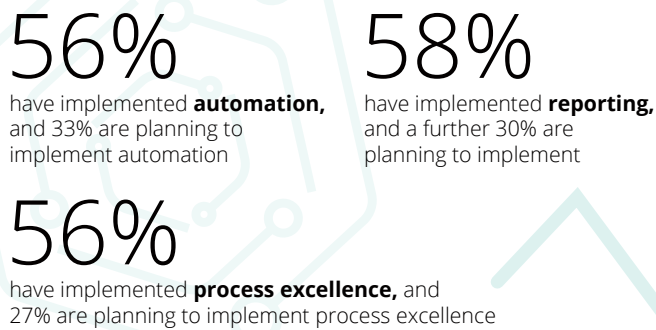 56%
have implemented automation,
and 33% are planning to
implement automation
58%
have implemented reporting,
and a further 30% are
planning to implement
56%
have implemented process excellence, and
27% are planning to implement process excellence